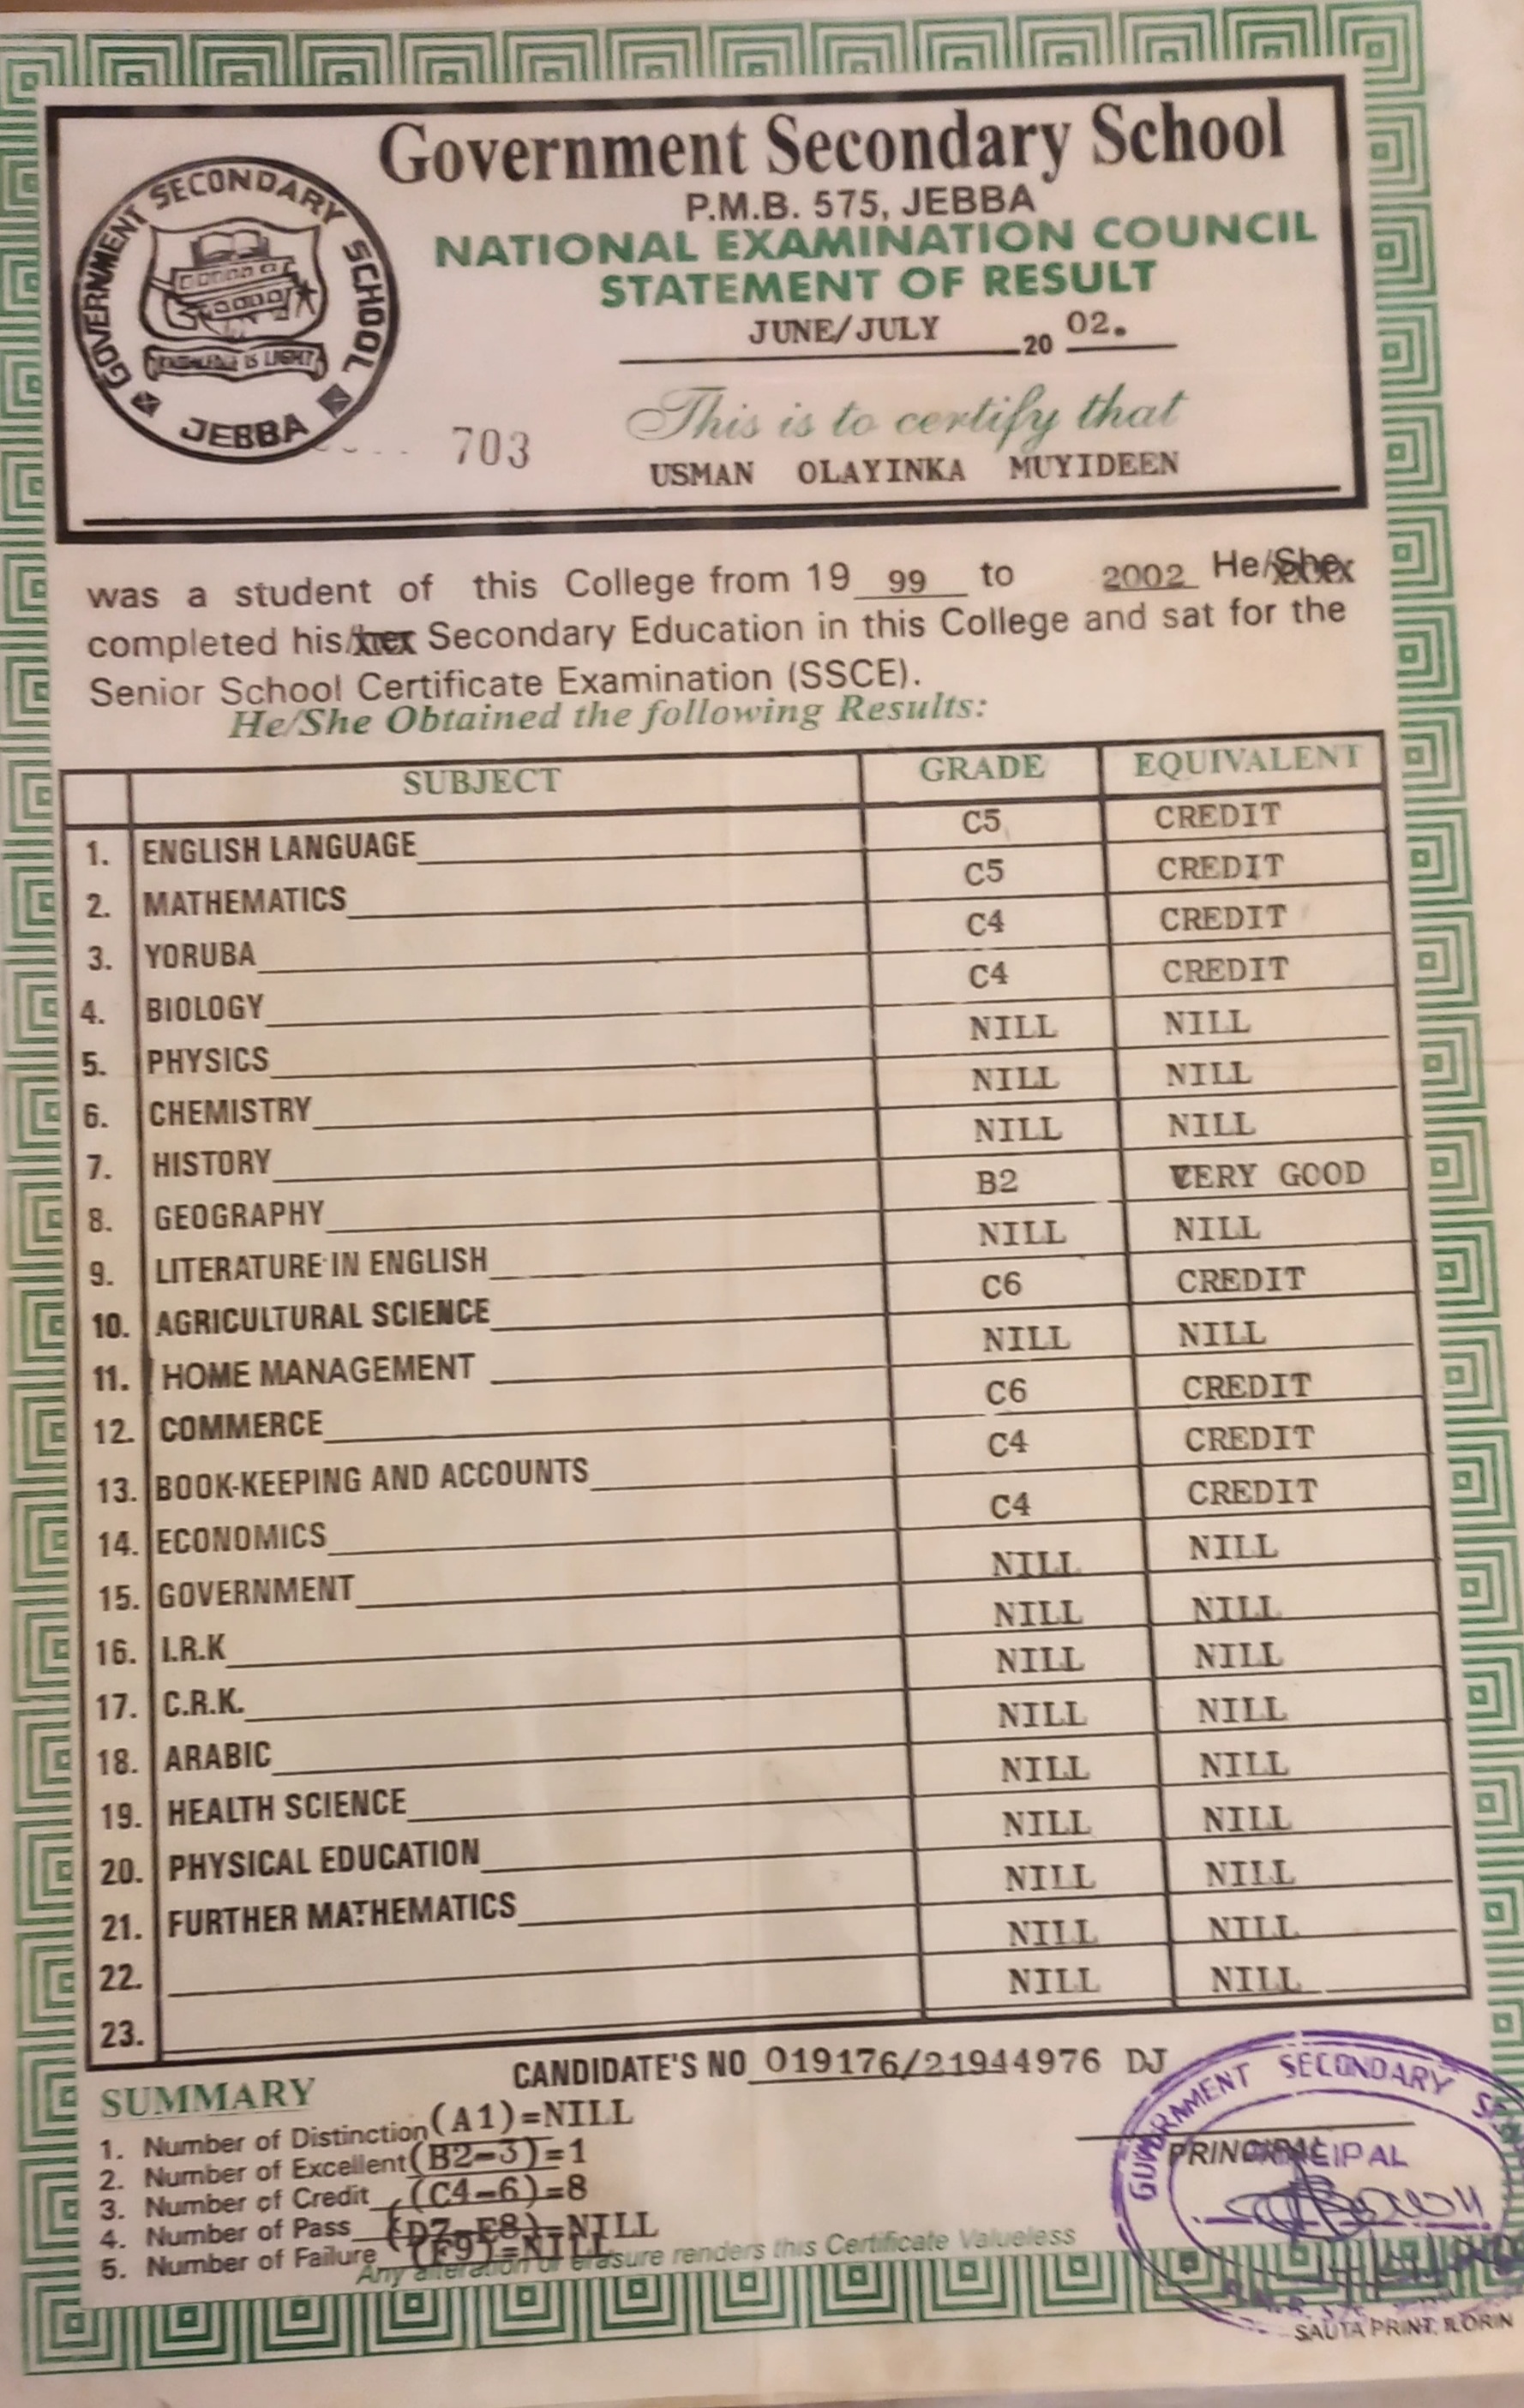 Government Secondary School
P.M.B. 575, JEBBA
NATIONAL EXAMINATION COUNCIL
STATEMENT OF RESULT
JUNE/JULY 20 02.
GOVERNMENT SECONDARY SCHOOL
KNOWLEDGE IS LIGHT
JEBBA
703
This is to certify that
USMAN OLAYINKA MUYIDEEN
was a student of this College from 19 99 to 2002 He/She
completed his/her Secondary Education in this College and sat for the
Senior School Certificate Examination (SSCE).
He/She Obtained the following Results:
SUBJECT GRADE EQUIVALENT
1. ENGLISH LANGUAGE C5 CREDIT
2. MATHEMATICS C5 CREDIT
3. YORUBA C4 CREDIT
4. BIOLOGY C4 CREDIT
5. PHYSICS NILL NILL
6. CHEMISTRY NILL NILL
7. HISTORY NILL NILL
8. GEOGRAPHY B2 VERY GOOD
9. LITERATURE IN ENGLISH NILL NILL
10. AGRICULTURAL SCIENCE C6 CREDIT
11. HOME MANAGEMENT NILL NILL
12. COMMERCE C6 CREDIT
13. BOOK-KEEPING AND ACCOUNTS C4 CREDIT
14. ECONOMICS C4 CREDIT
15. GOVERNMENT NILL NILL
16. I.R.K NILL NILL
17. C.R.K. NILL NILL
18. ARABIC NILL NILL
19. HEALTH SCIENCE NILL NILL
20. PHYSICAL EDUCATION NILL NILL
21. FURTHER MATHEMATICS NILL NILL
22. NILL NILL
23. NILL NILL
CANDIDATE'S NO 019176/21944976 DJ
SUMMARY
1. Number of Distinction (A1)=NILL
2. Number of Excellent (B2-3)=1
3. Number of Credit (C4-6)=8
4. Number of Pass (D7-E8)=NILL
5. Number of Failure (F9)=NILL
Any alteration or erasure renders this Certificate Valueless
PRINCIPAL
GOVERNMENT SECONDARY
PRINCIPAL
SAUTA PRINT, ILORIN